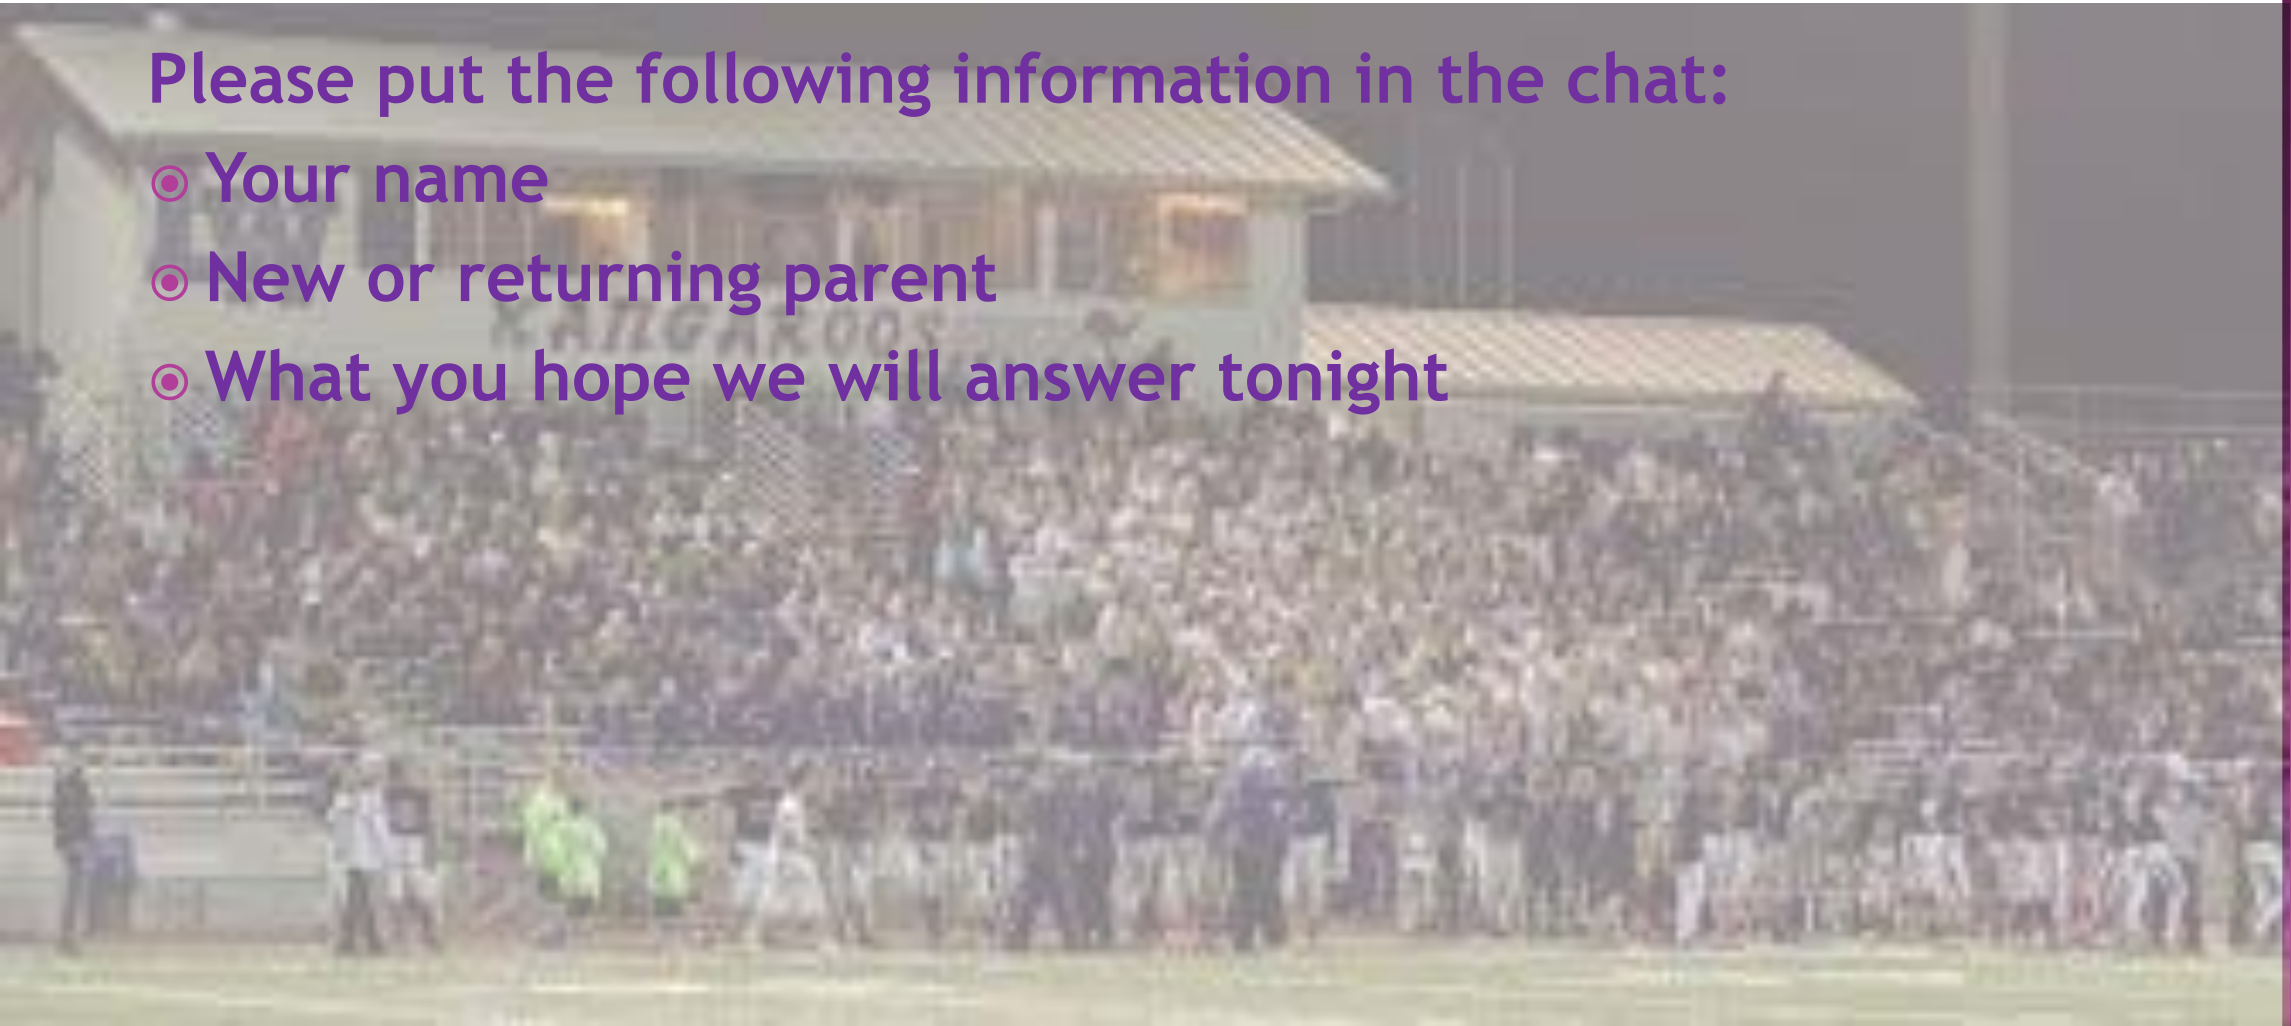 Please put the following information in the chat:
Your name
New or returning parent
KANGAROOS
What you hope we will answer tonight